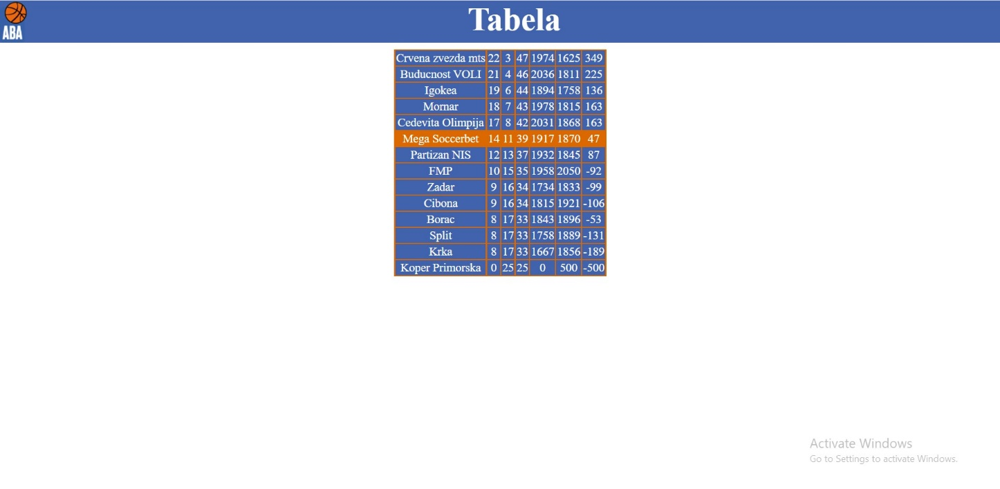 Tabela
ABA
Crvena zvezda mts 22 3 47 1974 1625 349
Buducnost VOLI 21 4 46 2036 1811 225
Igokea 19 6 44 1894 1758 136
Mornar 18 7 43 1978 1815 163
Cedevita Olimpija 17 8 42 2031 1868 163
Mega Soccerbet 14 11 39 1917 1870 47
Partizan NIS 12 13 37 1932 1845 87
FMP 10 15 35 1958 2050 -92
Zadar 9 16 34 1734 1833 -99
Cibona 9 16 34 1815 1921 -106
Borac 8 17 33 1843 1896 -53
Split 8 17 33 1758 1889 -131
Krka 8 17 33 1667 1856 -189
Koper Primorska 0 25 25 0 500 -500
Activate Windows
Go to Settings to activate Windows.